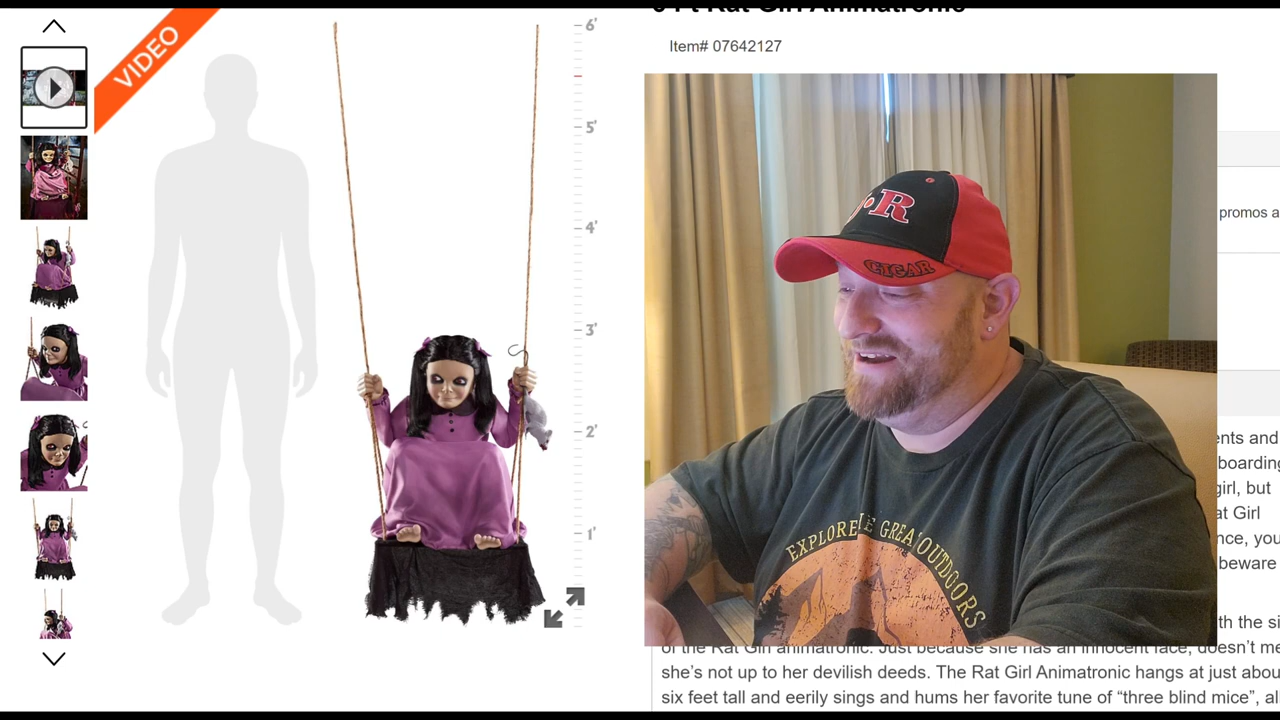 Rat Girl Animatronic
Item# 07642127
VIDEO
6'
5'
4'
3'
2'
1'
R
CIGAR
EXPLORE THE GREAT OUTDOORS
promos a
ents and
boarding
girl, but
at Girl
nce, you
beware
th the si
of the Rat Girl animatronic. Just because she has an innocent face, doesn't me
she's not up to her devilish deeds. The Rat Girl Animatronic hangs at just abou
six feet tall and eerily sings and hums her favorite tune of “three blind mice”, al